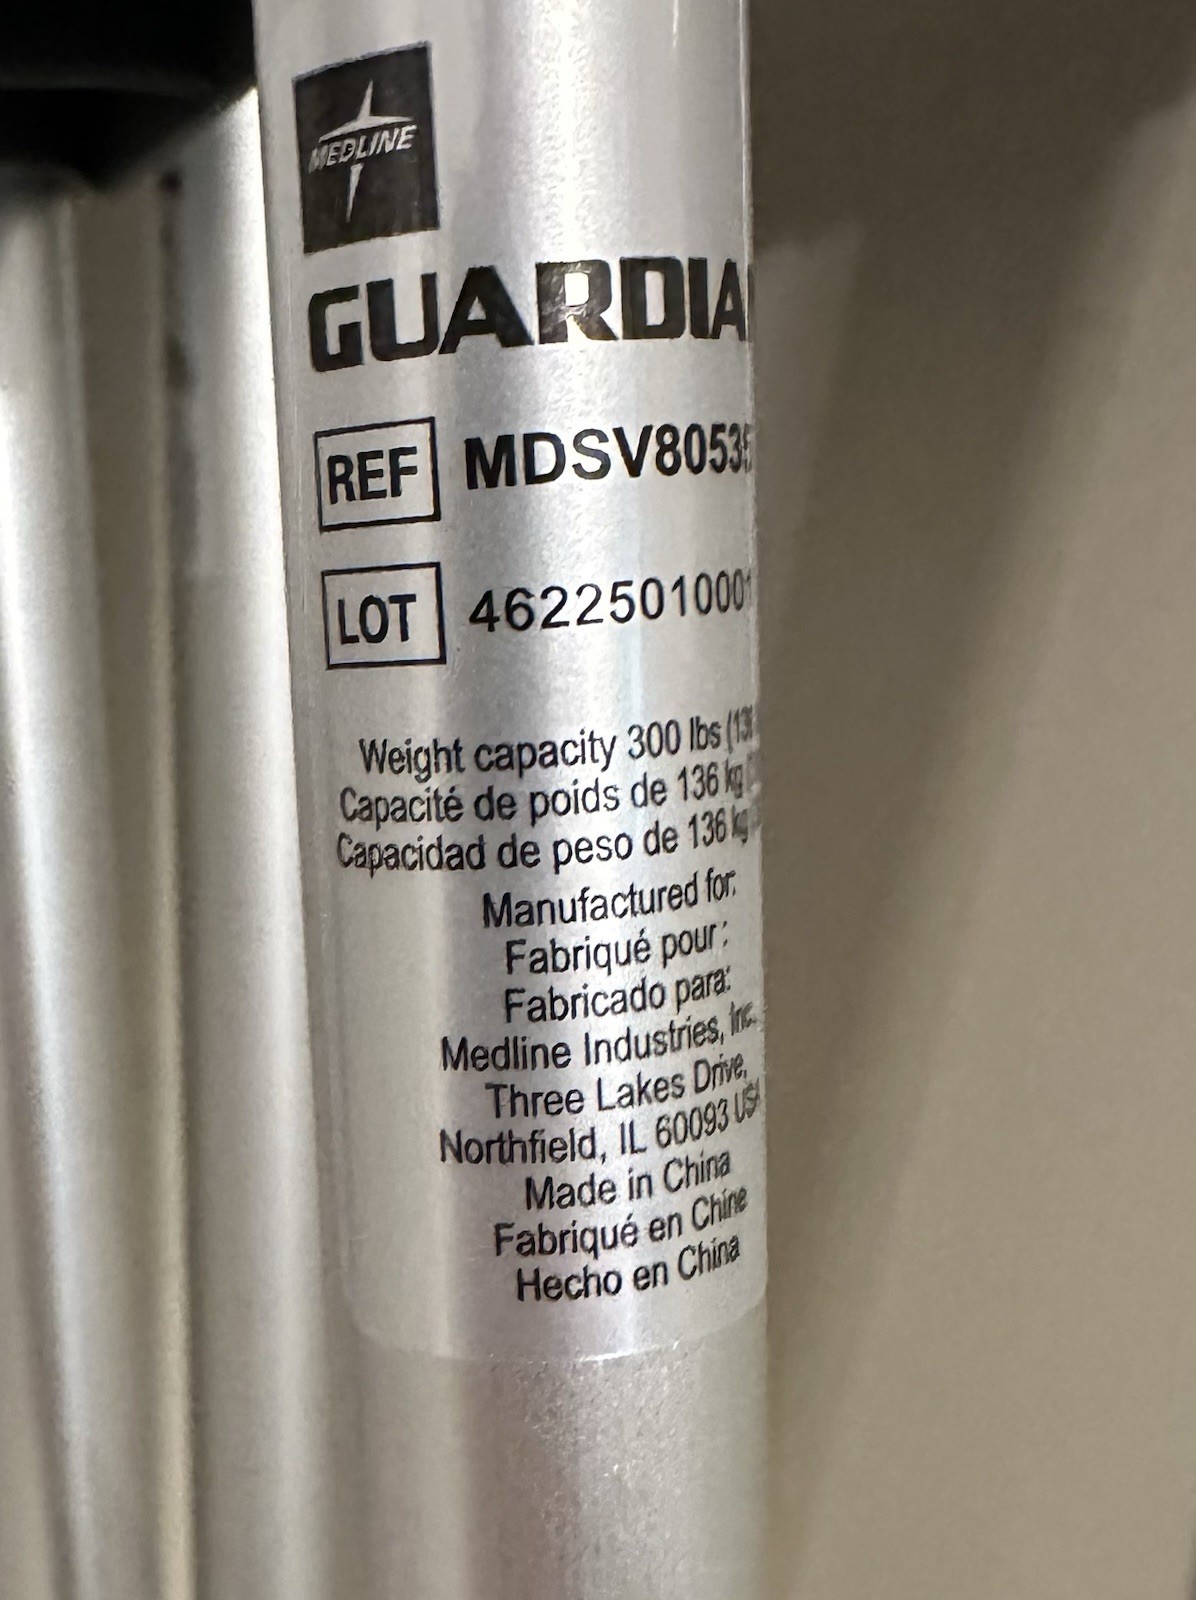 MEDLINE
GUARDIA
REF MDSV8053
LOT 46225010001
Weight capacity 300 lbs
Capacité de poids de 136 kg
Capacidad de peso de 136 kg
Manufactured for:
Fabriqué pour :
Fabricado para:
Medline Industries, Inc.
Three Lakes Drive,
Northfield, IL 60093 USA
Made in China
Fabriqué en Chine
Hecho en China